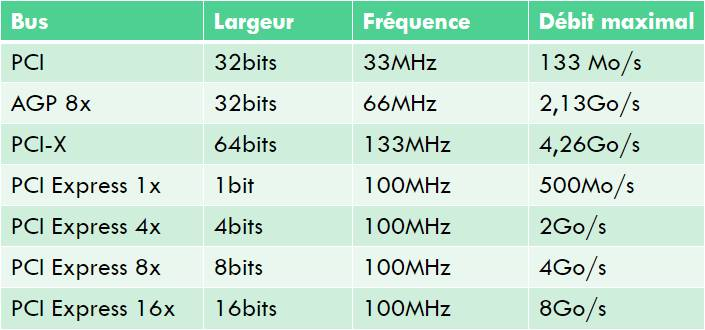 Bus Largeur Fréquence Débit maximal
PCI 32bits 33MHz 133 Mo/s
AGP 8x 32bits 66MHz 2,13Go/s
PCI-X 64bits 133MHz 4,26Go/s
PCI Express 1x 1bit 100MHz 500Mo/s
PCI Express 4x 4bits 100MHz 2Go/s
PCI Express 8x 8bits 100MHz 4Go/s
PCI Express 16x 16bits 100MHz 8Go/s